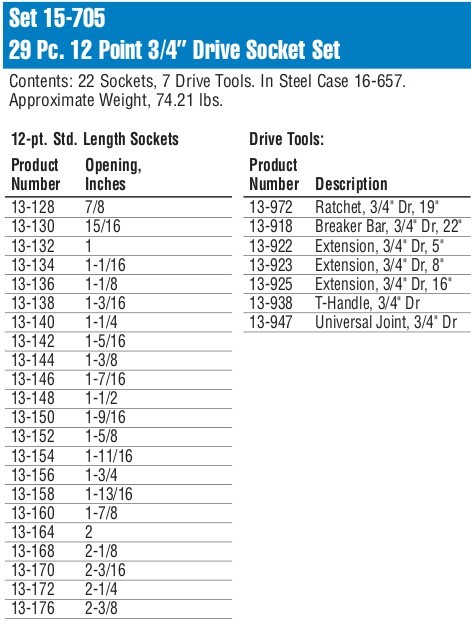 Set 15-705
29 Pc. 12 Point 3/4" Drive Socket Set
Contents: 22 Sockets, 7 Drive Tools. In Steel Case 16-657.
Approximate Weight, 74.21 lbs.
12-pt. Std. Length Sockets
Product Opening,
Number Inches
13-128 7/8
13-130 15/16
13-132 1
13-134 1-1/16
13-136 1-1/8
13-138 1-3/16
13-140 1-1/4
13-142 1-5/16
13-144 1-3/8
13-146 1-7/16
13-148 1-1/2
13-150 1-9/16
13-152 1-5/8
13-154 1-11/16
13-156 1-3/4
13-158 1-13/16
13-160 1-7/8
13-164 2
13-168 2-1/8
13-170 2-3/16
13-172 2-1/4
13-176 2-3/8
Drive Tools:
Product
Number Description
13-972 Ratchet, 3/4" Dr, 19"
13-918 Breaker Bar, 3/4" Dr, 22"
13-922 Extension, 3/4" Dr, 5"
13-923 Extension, 3/4" Dr, 8"
13-925 Extension, 3/4" Dr, 16"
13-938 T-Handle, 3/4" Dr
13-947 Universal Joint, 3/4" Dr